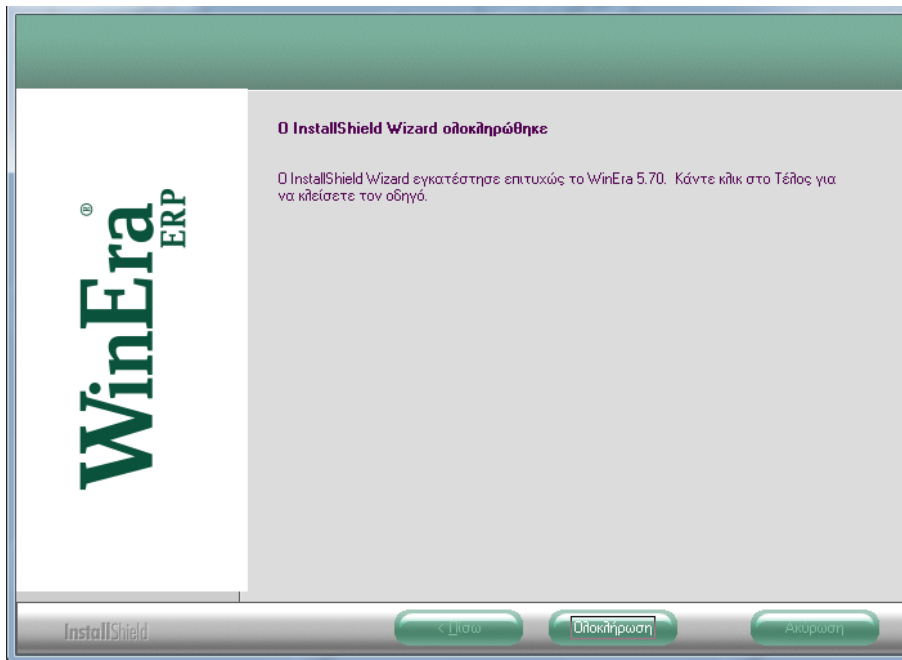 Ο InstallShield Wizard ολοκληρώθηκε
Ο InstallShield Wizard εγκατέστησε επιτυχώς το WinEra 5.70. Κάντε κλικ στο Τέλος για
να κλείσετε τον οδηγό.
WinEra®
ERP
InstallShield
< Πίσω
Ολοκλήρωση
Ακύρωση